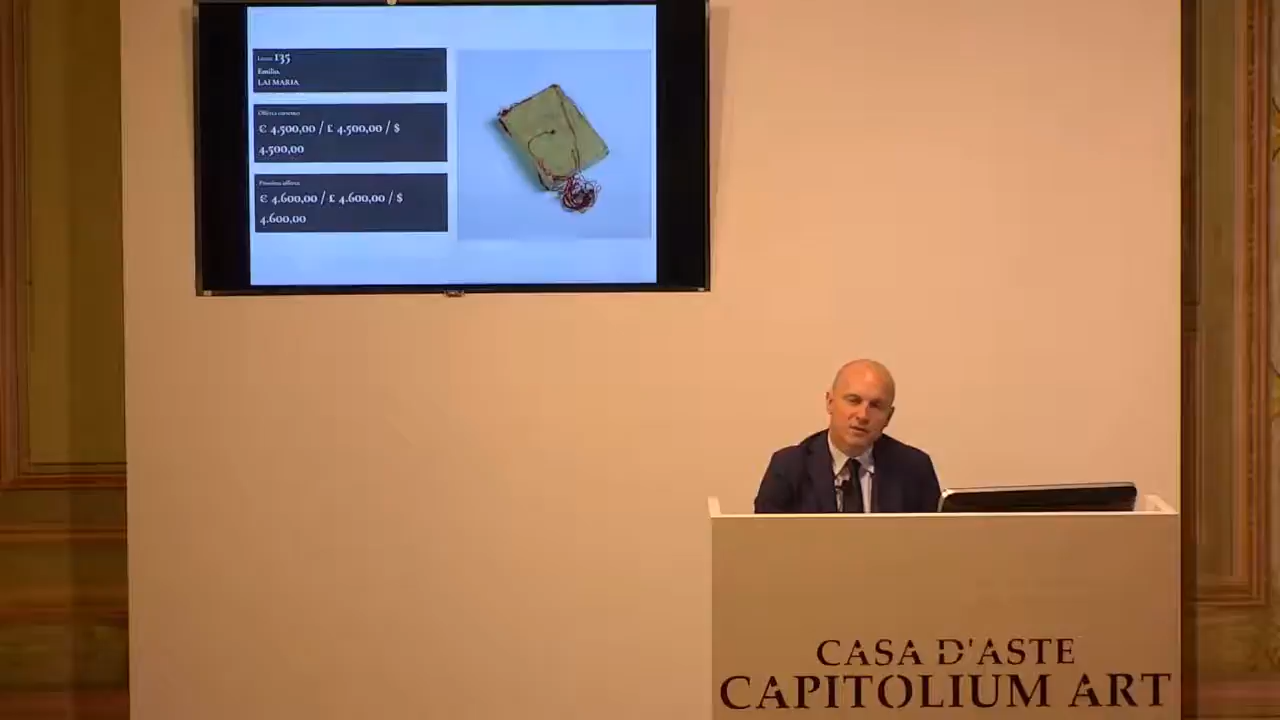 Lotto 135
Emilia
LAI MARIA
Offerta corrente
€ 4.500,00 / £ 4.500,00 / $
4.500,00
Prossima offerta
€ 4.600,00 / £ 4.600,00 / $
4.600,00
CASA D'ASTE
CAPITOLIUM ART